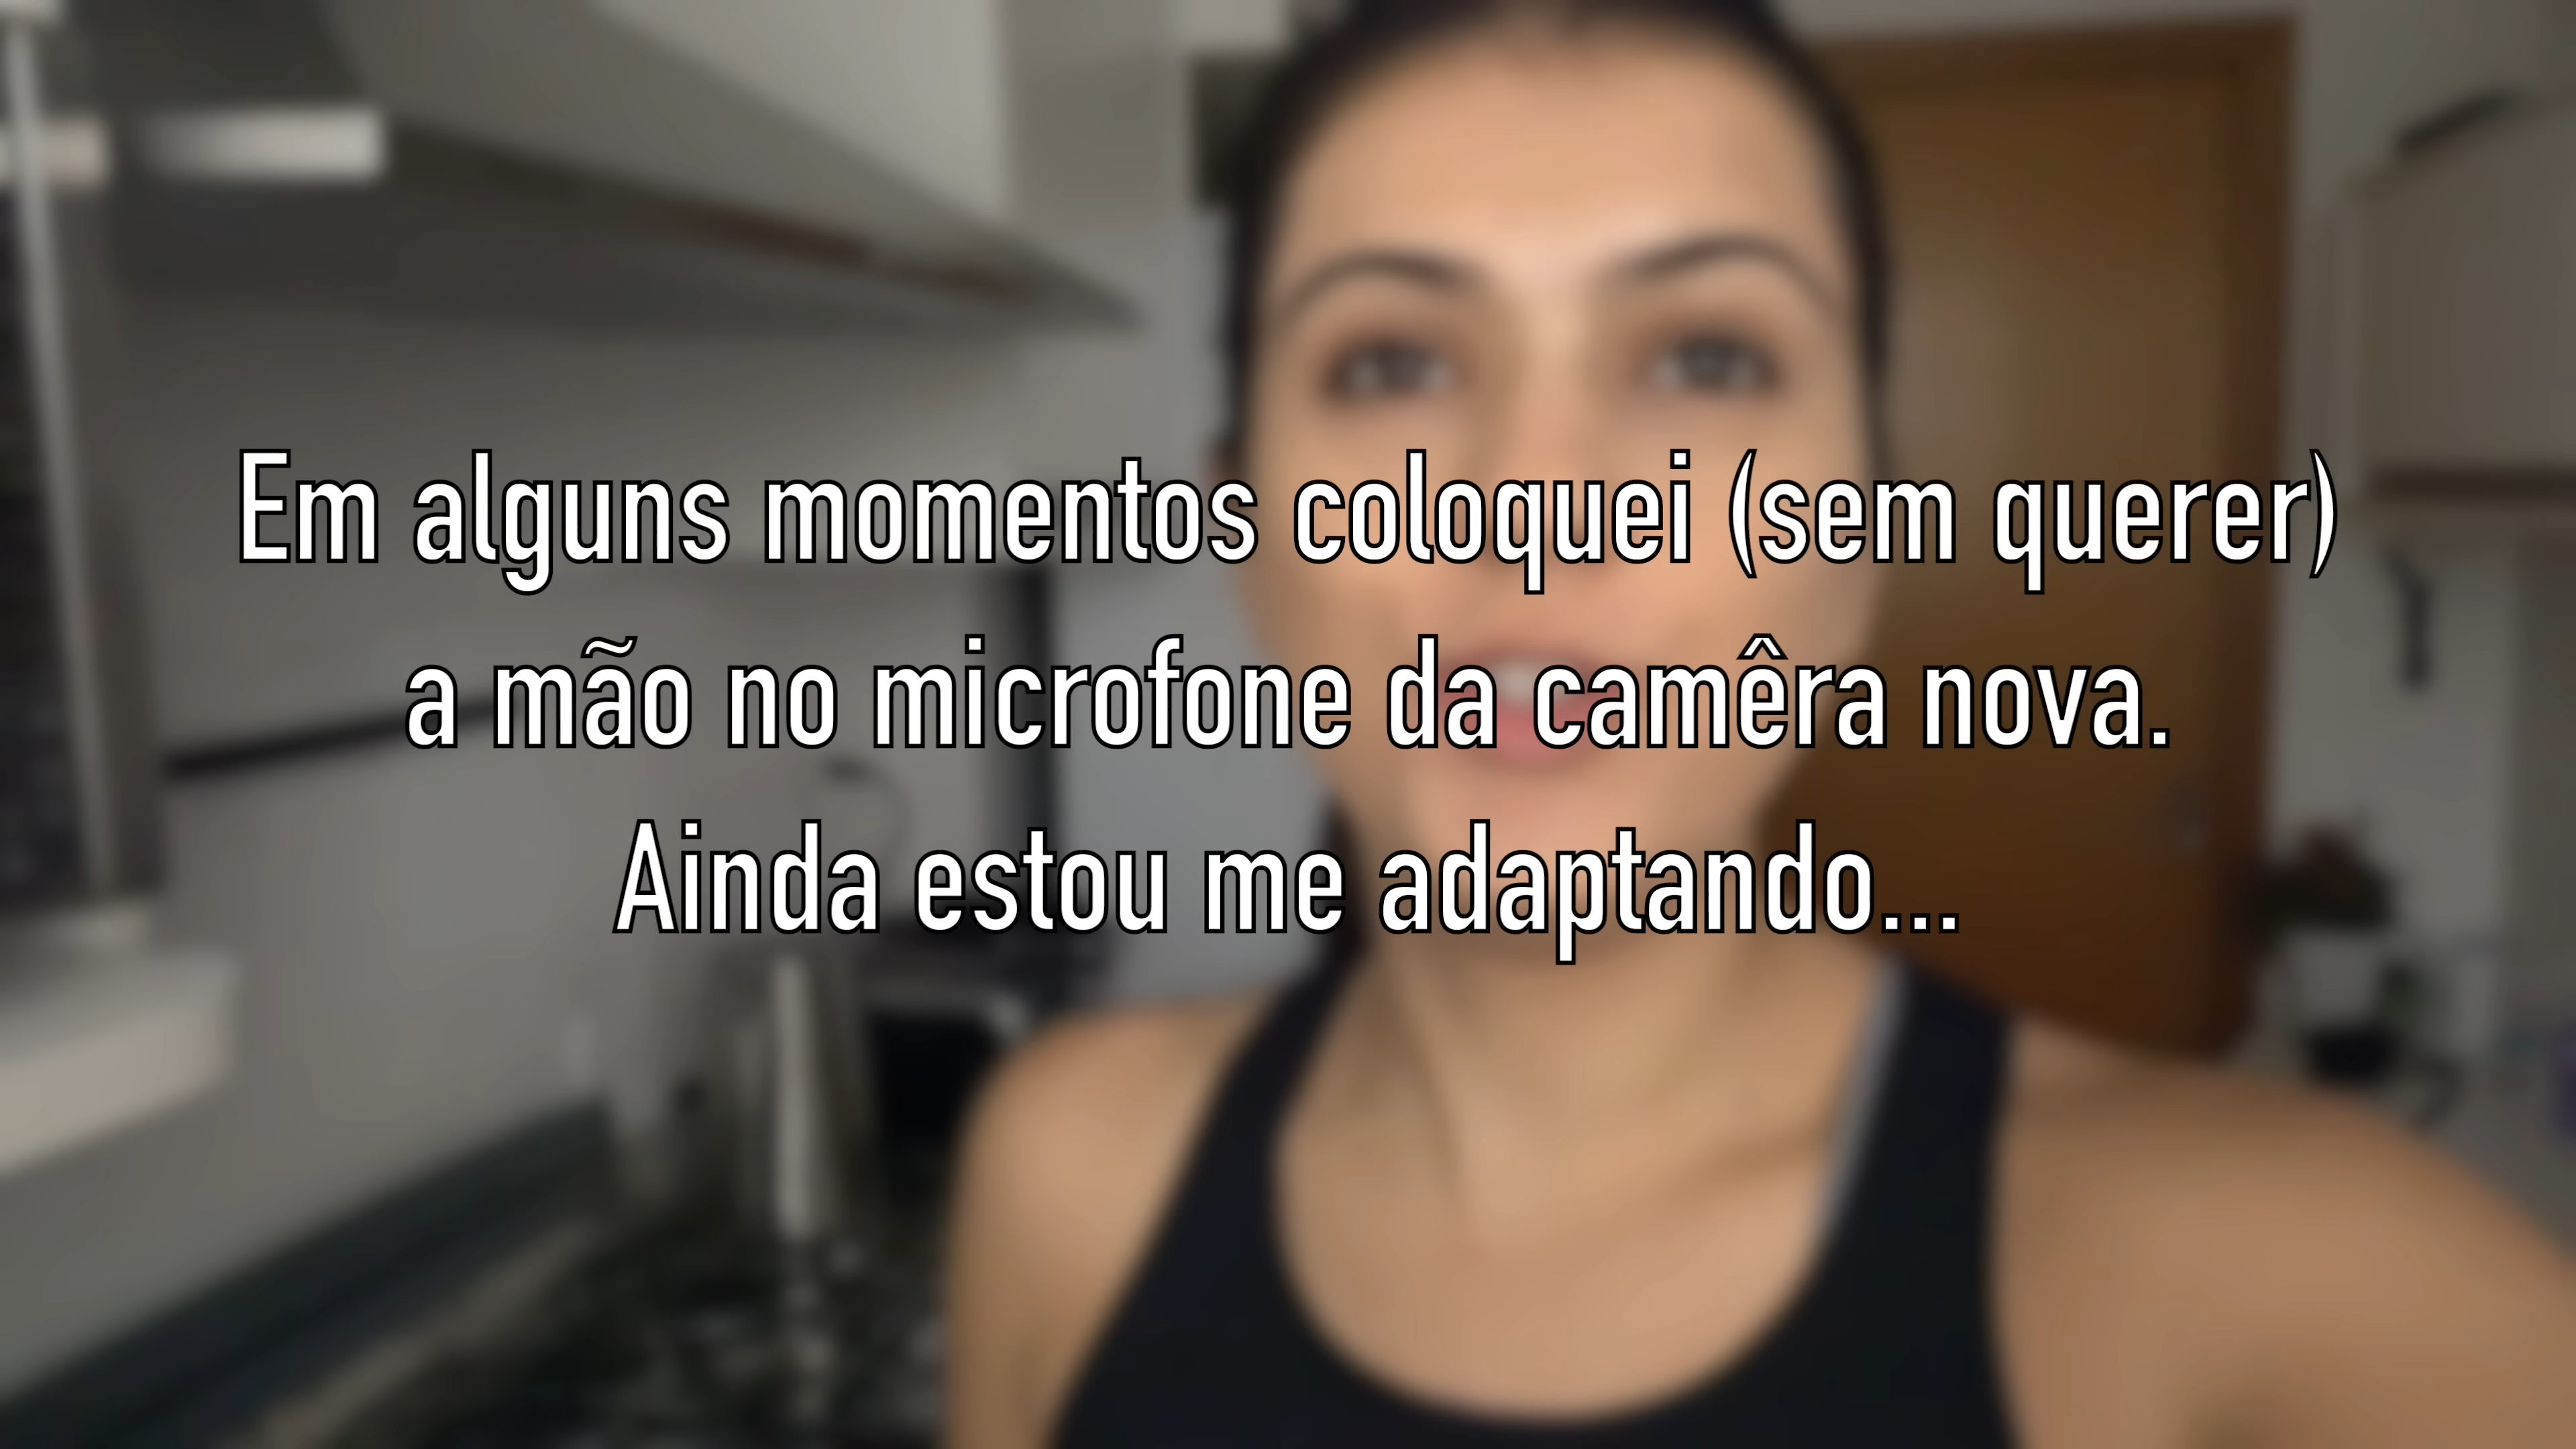 Em alguns momentos coloquei (sem querer)
a mão no microfone da camêra nova.
Ainda estou me adaptando...